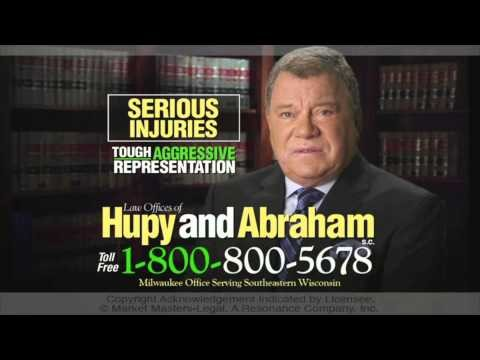 SERIOUS
INJURIES
TOUGH AGGRESSIVE
REPRESENTATION
Law Offices of
Hupy and Abraham s.c.
Toll Free 1-800-800-5678
Milwaukee Office Serving Southeastern Wisconsin
Copyright Acknowledgement Indicated by Licensee,
© Market Masters-Legal, A Resonance Company, Inc.